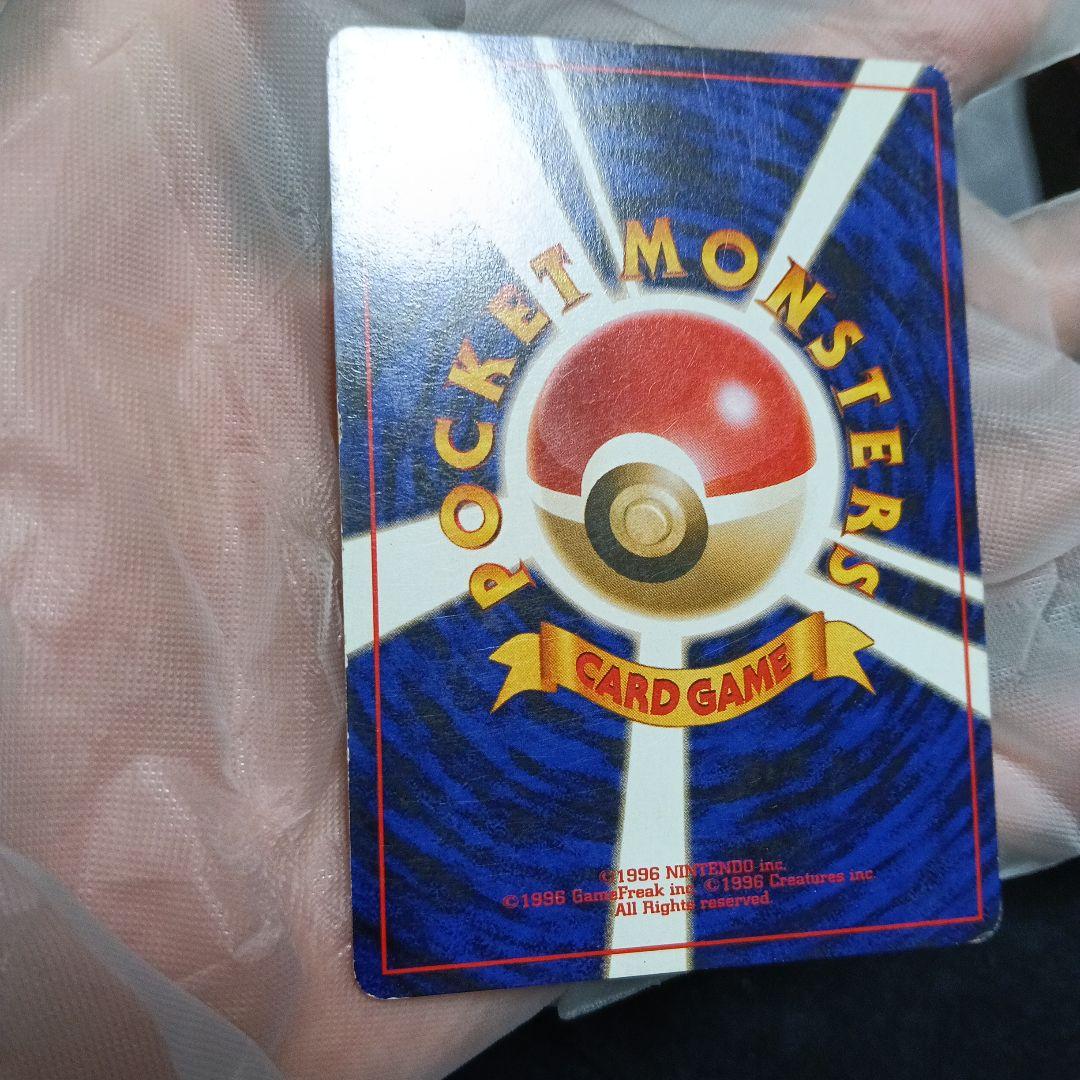 POCKET MONSTERS
CARD GAME
©1996 NINTENDO inc.
©1996 GameFreak inc. ©1996 Creatures inc.
All Rights reserved.